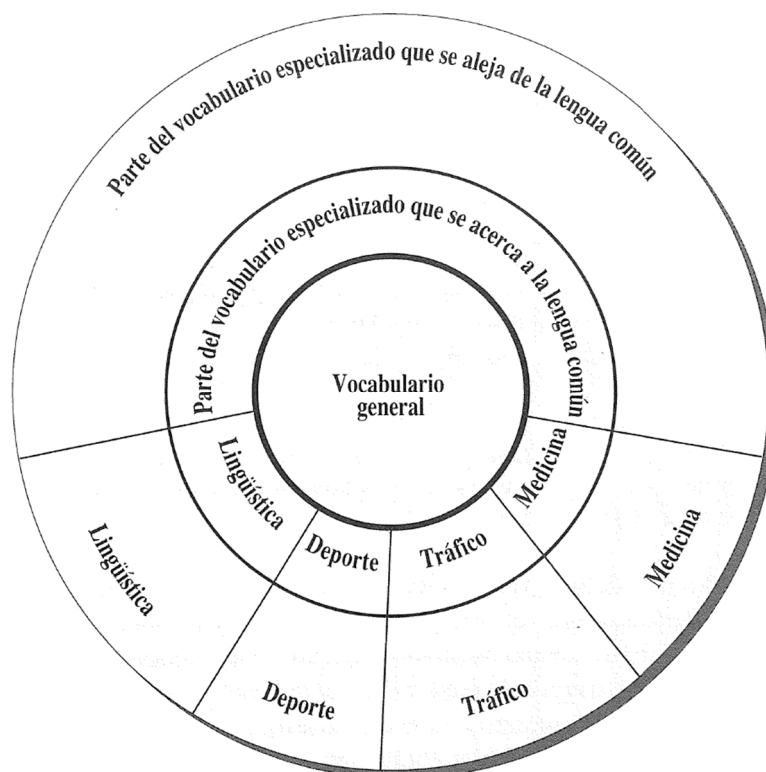 Parte del vocabulario especializado que se aleja de la lengua común
Parte del vocabulario especializado que se acerca a la lengua común
Vocabulario
general
Lingüística
Deporte
Tráfico
Medicina
Lingüística
Deporte
Tráfico
Medicina